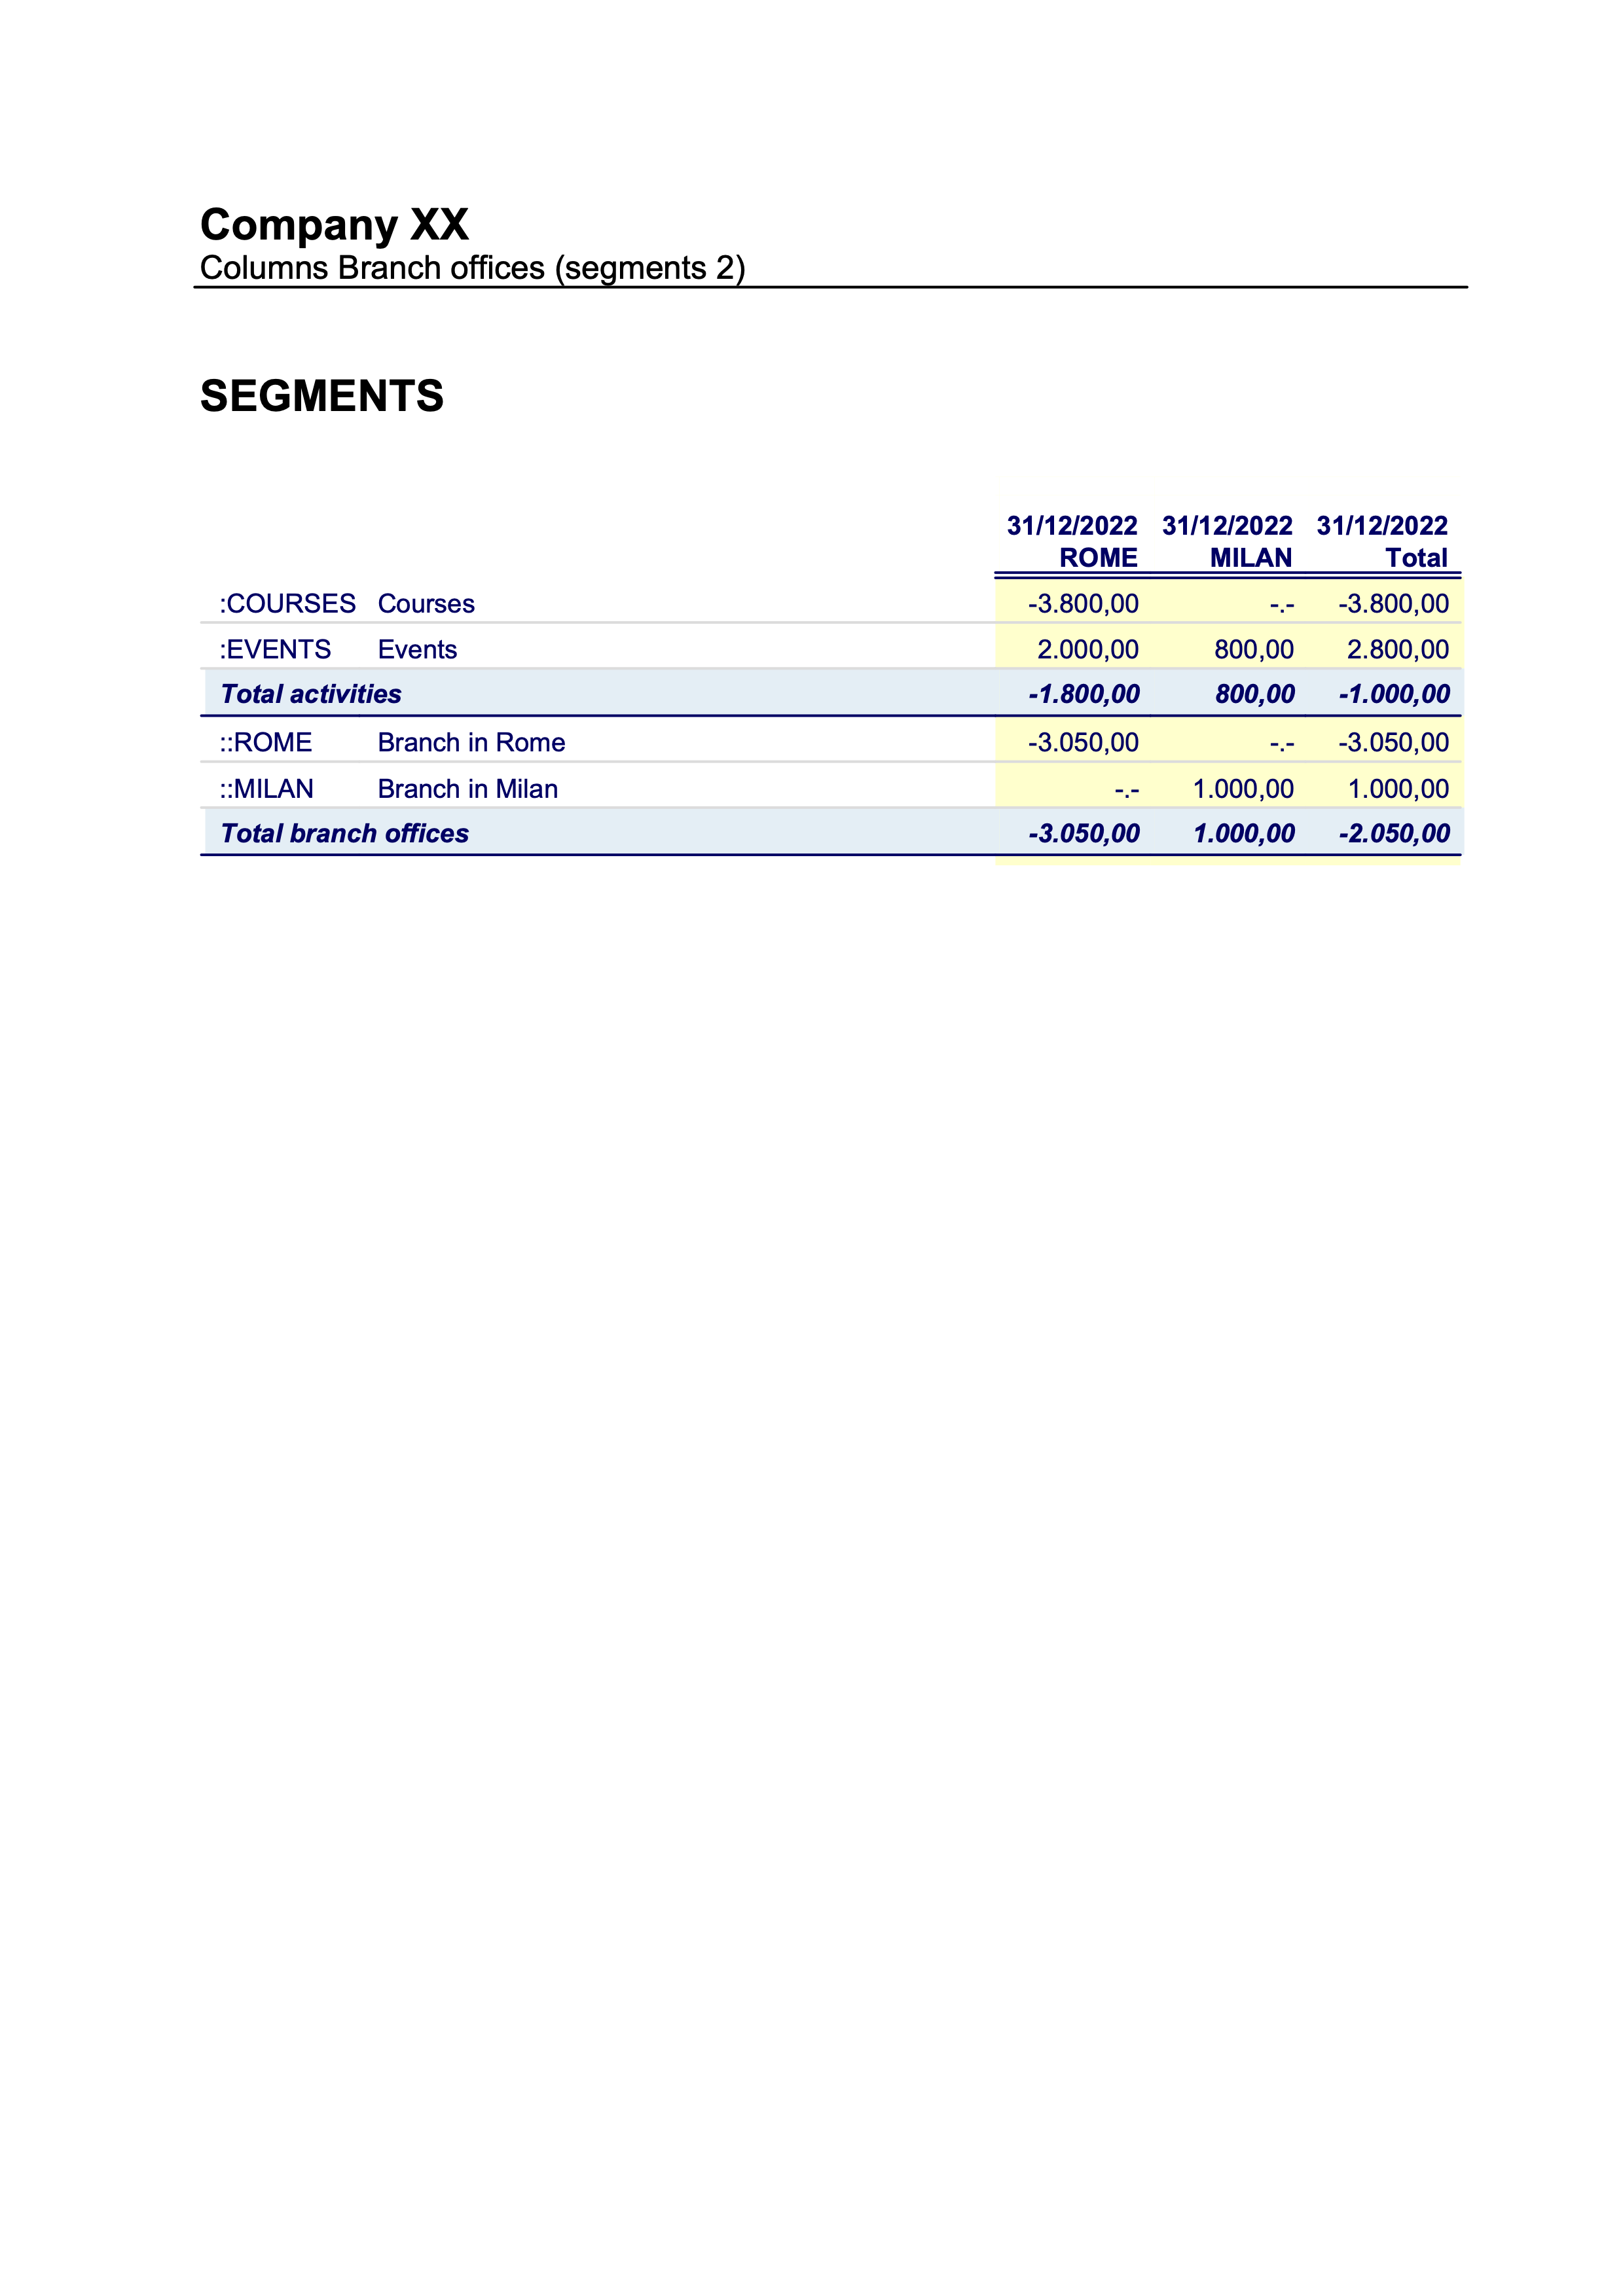 Company XX
Columns Branch offices (segments 2)
SEGMENTS
31/12/2022 31/12/2022 31/12/2022
ROME MILAN Total
:COURSES Courses -3.800,00 -.- -3.800,00
:EVENTS Events 2.000,00 800,00 2.800,00
Total activities -1.800,00 800,00 -1.000,00
::ROME Branch in Rome -3.050,00 -.- -3.050,00
::MILAN Branch in Milan -.- 1.000,00 1.000,00
Total branch offices -3.050,00 1.000,00 -2.050,00